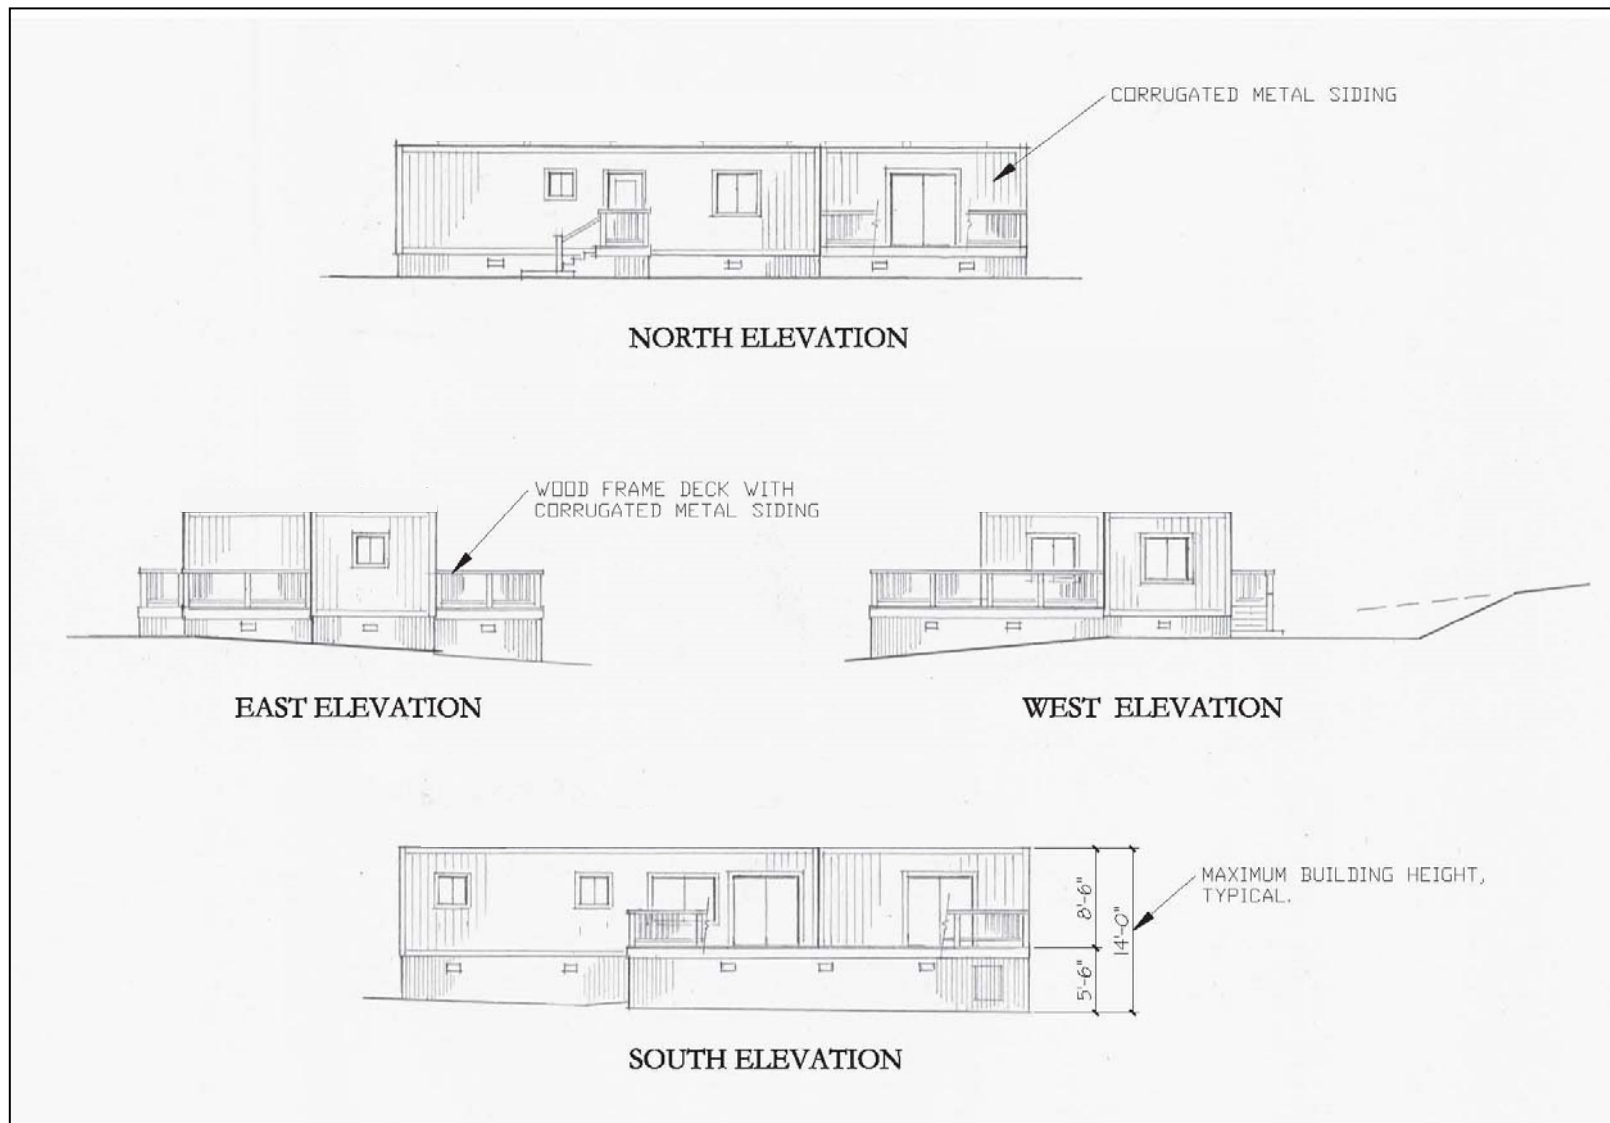 CORRUGATED METAL SIDING
NORTH ELEVATION
WOOD FRAME DECK WITH
CORRUGATED METAL SIDING
EAST ELEVATION
WEST ELEVATION
8'-6"
14'-0"
5'-6"
MAXIMUM BUILDING HEIGHT,
TYPICAL.
SOUTH ELEVATION